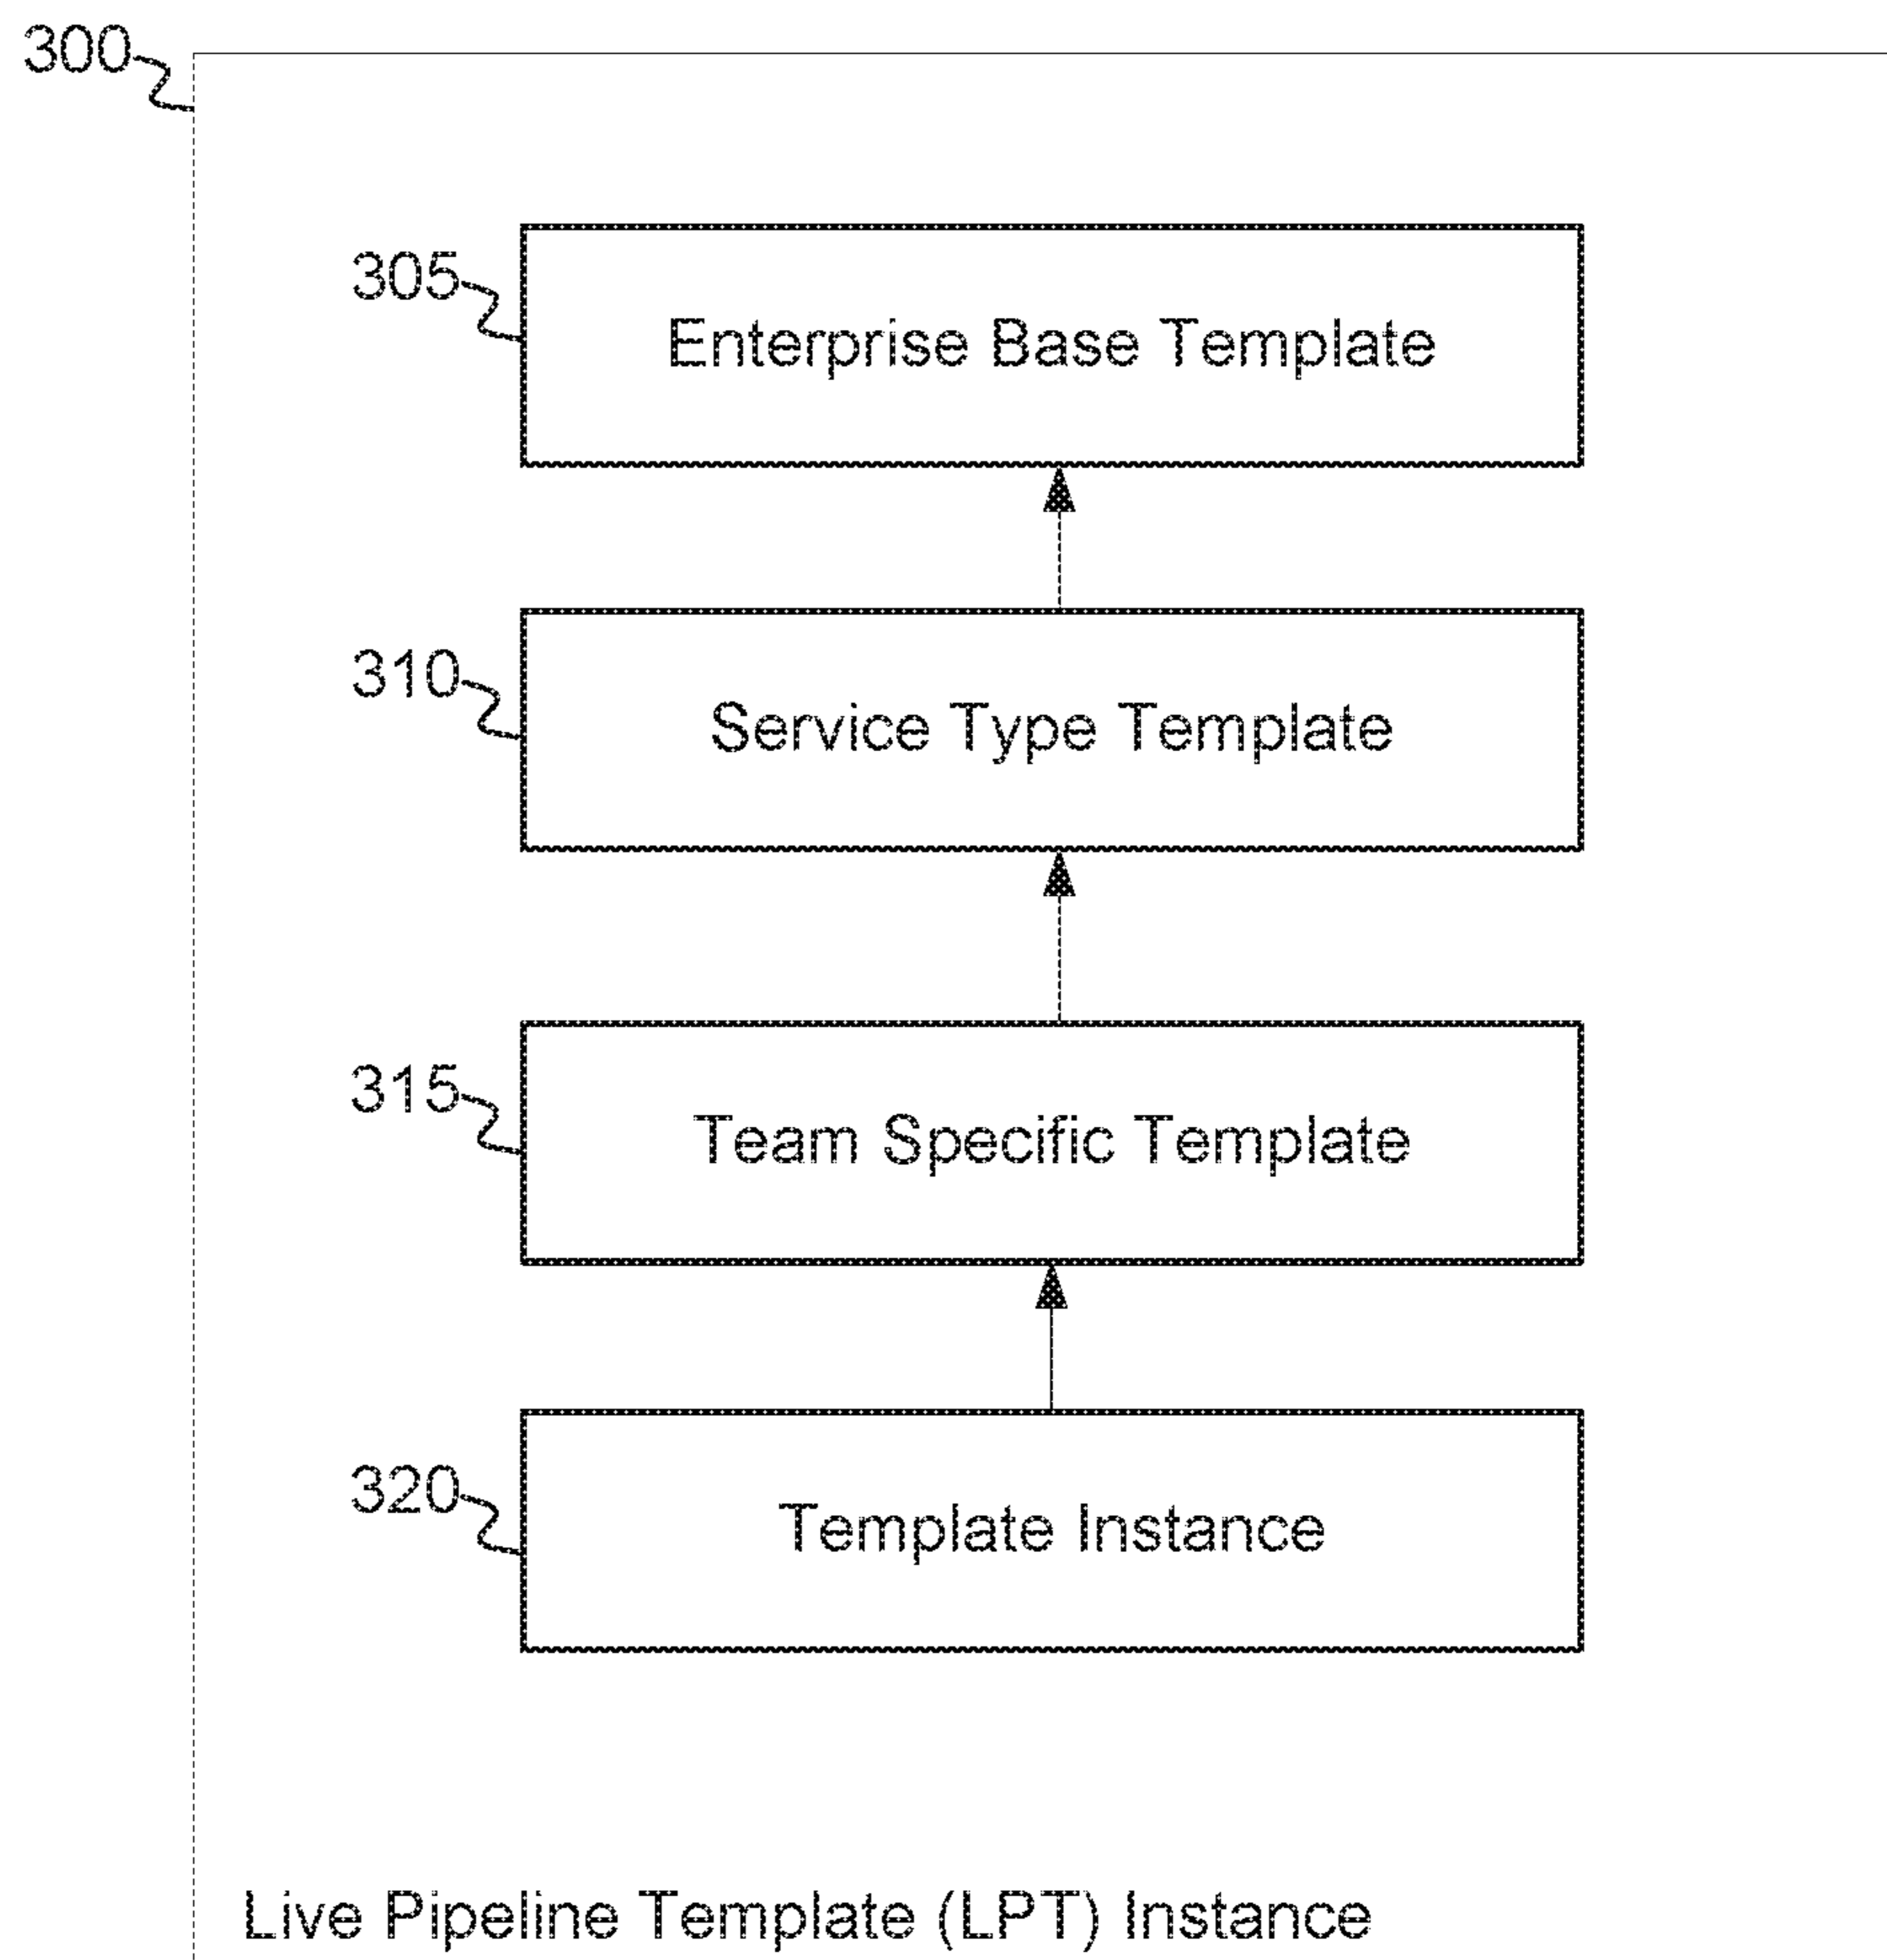 300
305
Enterprise Base Template
310
Service Type Template
315
Team Specific Template
320
Template Instance
Live Pipeline Template (LPT) Instance